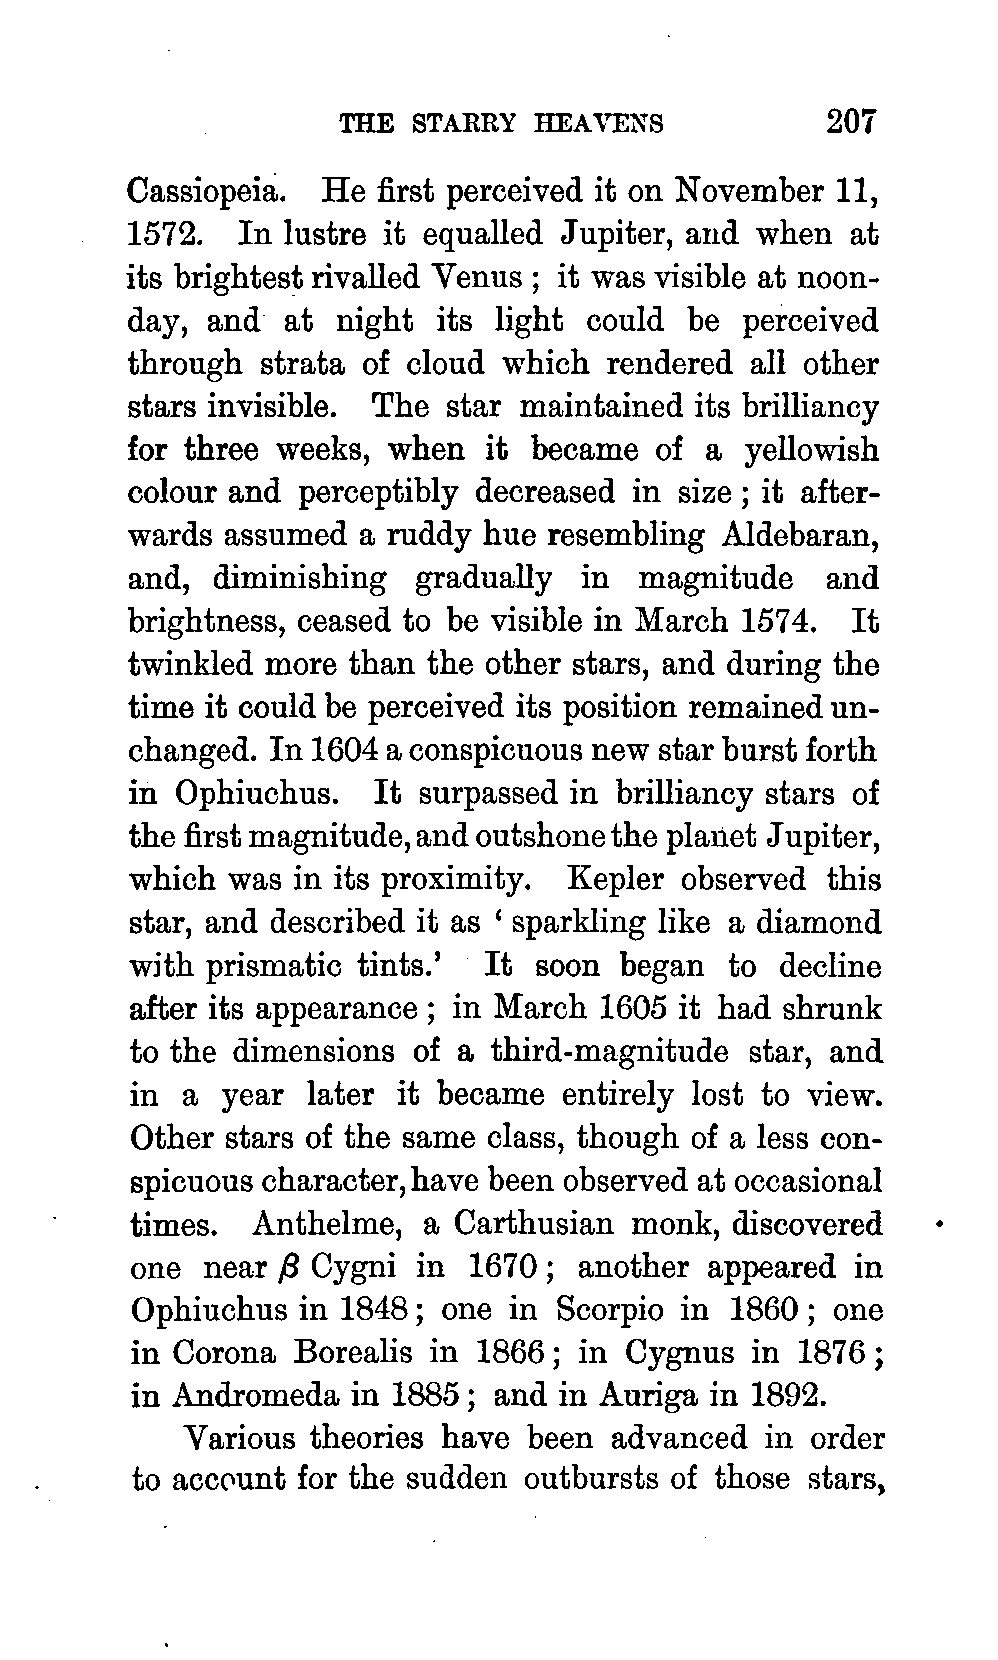 THE STARRY HEAVENS 207
Cassiopeia. He first perceived it on November 11,
1572. In lustre it equalled Jupiter, and when at
its brightest rivalled Venus ; it was visible at noon-
day, and at night its light could be perceived
through strata of cloud which rendered all other
stars invisible. The star maintained its brilliancy
for three weeks, when it became of a yellowish
colour and perceptibly decreased in size ; it after-
wards assumed a ruddy hue resembling Aldebaran,
and, diminishing gradually in magnitude and
brightness, ceased to be visible in March 1574. It
twinkled more than the other stars, and during the
time it could be perceived its position remained un-
changed. In 1604 a conspicuous new star burst forth
in Ophiuchus. It surpassed in brilliancy stars of
the first magnitude, and outshone the planet Jupiter,
which was in its proximity. Kepler observed this
star, and described it as ‘ sparkling like a diamond
with prismatic tints.’ It soon began to decline
after its appearance ; in March 1605 it had shrunk
to the dimensions of a third-magnitude star, and
in a year later it became entirely lost to view.
Other stars of the same class, though of a less con-
spicuous character, have been observed at occasional
times. Anthelme, a Carthusian monk, discovered
one near β Cygni in 1670 ; another appeared in
Ophiuchus in 1848 ; one in Scorpio in 1860 ; one
in Corona Borealis in 1866 ; in Cygnus in 1876 ;
in Andromeda in 1885 ; and in Auriga in 1892.
Various theories have been advanced in order
to account for the sudden outbursts of those stars,